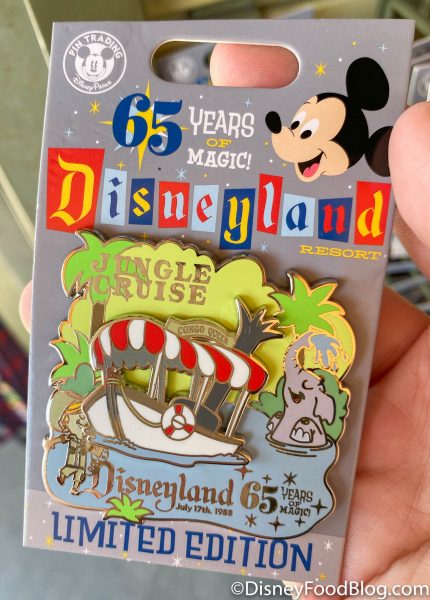 PIN TRADING
Disney Parks
65 YEARS
OF
MAGIC!
Disneyland
RESORT
JUNGLE
CRUISE
CONGO QUEEN
Disneyland 65 YEARS
OF
MAGIC!
July 17th, 1955
LIMITED EDITION
©DisneyFoodBlog.com